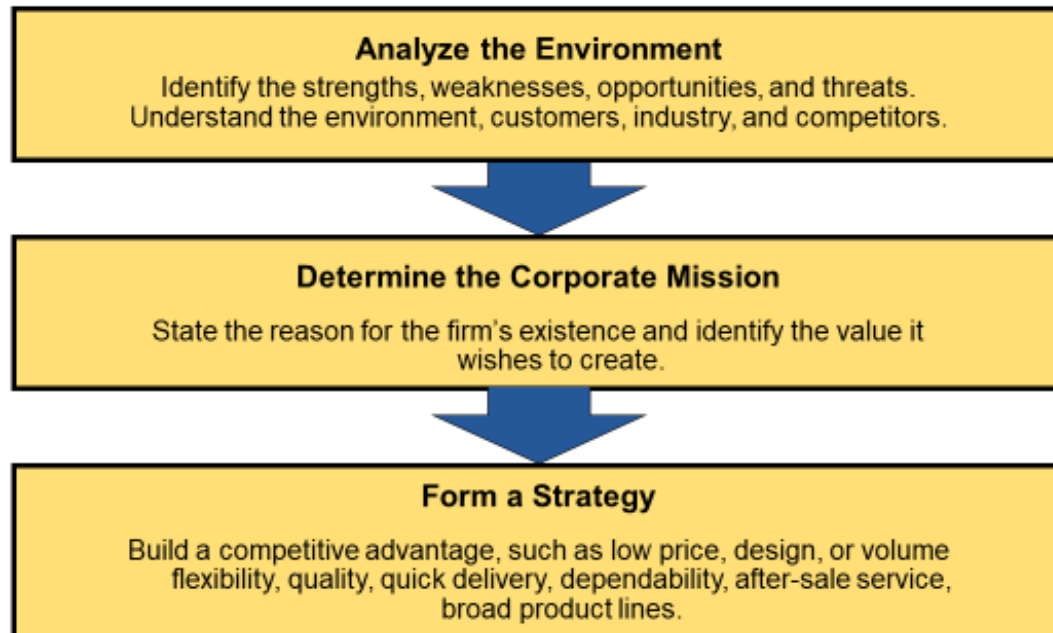 Analyze the Environment
Identify the strengths, weaknesses, opportunities, and threats.
Understand the environment, customers, industry, and competitors.
Determine the Corporate Mission
State the reason for the firm's existence and identify the value it
wishes to create.
Form a Strategy
Build a competitive advantage, such as low price, design, or volume
flexibility, quality, quick delivery, dependability, after-sale service,
broad product lines.